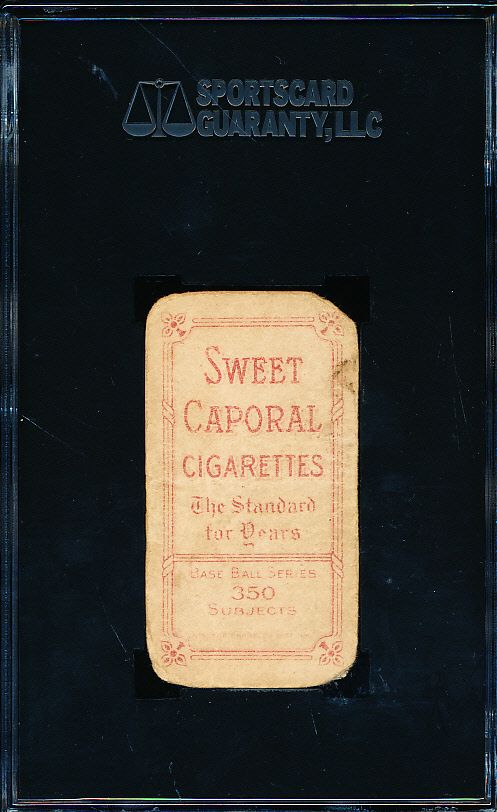 SPORTSCARD
GUARANTY, LLC
SWEET
CAPORAL
CIGARETTES
The Standard
for Years
BASE BALL SERIES
350
SUBJECTS